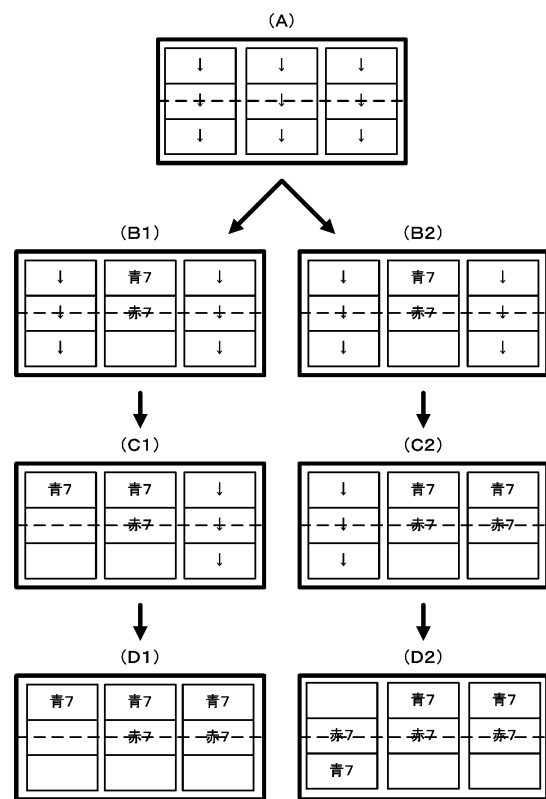 (A)
↓ ↓ ↓
↓ ↓ ↓
↓ ↓ ↓
(B1)
↓ 青7 ↓
↓ 赤7 ↓
↓ ↓
(B2)
↓ 青7 ↓
↓ 赤7 ↓
↓ ↓
(C1)
青7 青7 ↓
赤7 ↓
↓
(C2)
↓ 青7 青7
↓ 赤7 赤7
↓
(D1)
青7 青7 青7
赤7 赤7
(D2)
青7 青7
赤7 赤7 赤7
青7